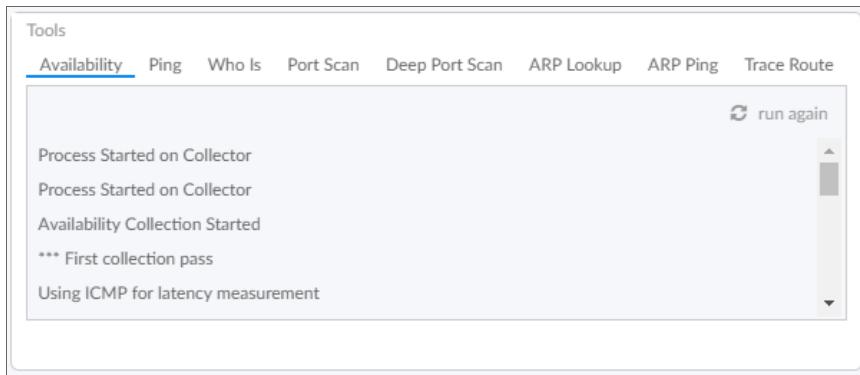 Tools
Availability Ping Who Is Port Scan Deep Port Scan ARP Lookup ARP Ping Trace Route
run again
Process Started on Collector
Process Started on Collector
Availability Collection Started
*** First collection pass
Using ICMP for latency measurement